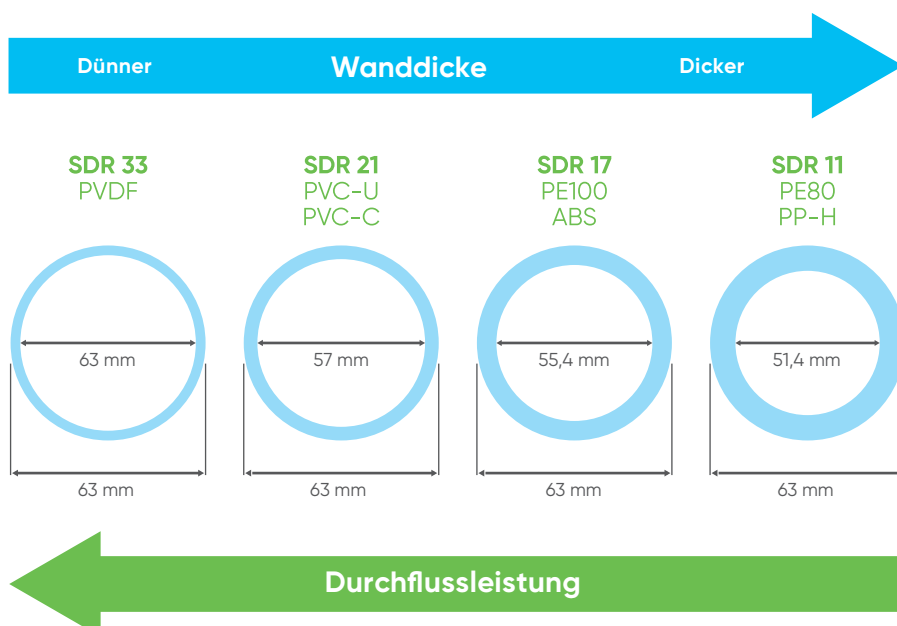 Dünner Wanddicke Dicker
SDR 33
PVDF
SDR 21
PVC-U
PVC-C
SDR 17
PE100
ABS
SDR 11
PE80
PP-H
63 mm
57 mm
55,4 mm
51,4 mm
63 mm
63 mm
63 mm
63 mm
Durchflussleistung